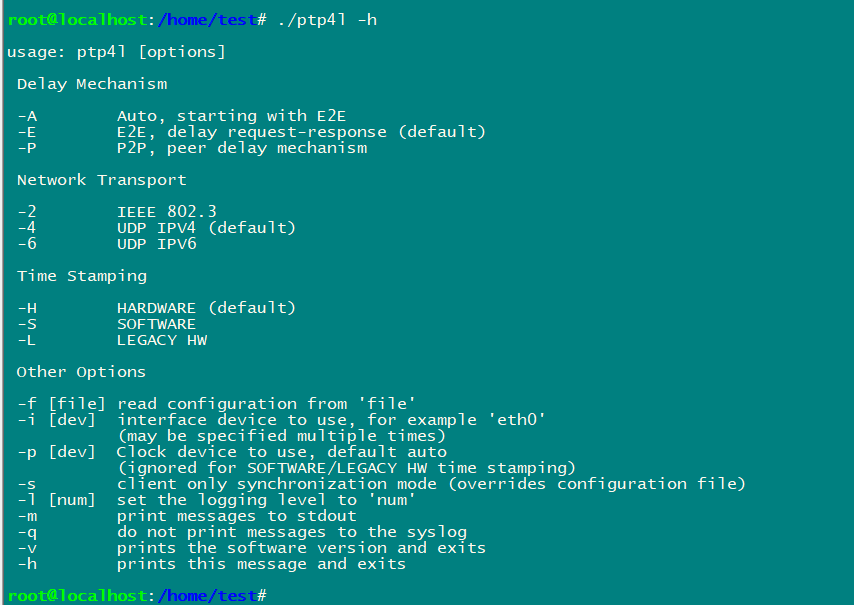 root@localhost:/home/test# ./ptp4l -h
usage: ptp4l [options]
Delay Mechanism
-A        Auto, starting with E2E
-E        E2E, delay request-response (default)
-P        P2P, peer delay mechanism
Network Transport
-2        IEEE 802.3
-4        UDP IPV4 (default)
-6        UDP IPV6
Time Stamping
-H        HARDWARE (default)
-S        SOFTWARE
-L        LEGACY HW
Other Options
-f [file] read configuration from 'file'
-i [dev]  interface device to use, for example 'eth0'
          (may be specified multiple times)
-p [dev]  Clock device to use, default auto
          (ignored for SOFTWARE/LEGACY HW time stamping)
-s        client only synchronization mode (overrides configuration file)
-l [num]  set the logging level to 'num'
-m        print messages to stdout
-q        do not print messages to the syslog
-v        prints the software version and exits
-h        prints this message and exits
root@localhost:/home/test#